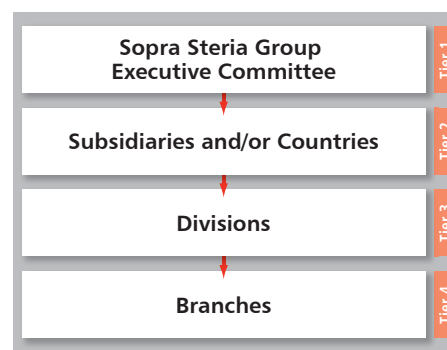 Sopra Steria Group
Executive Committee
Tier 1
Subsidiaries and/or Countries
Tier 2
Divisions
Tier 3
Branches
Tier 4